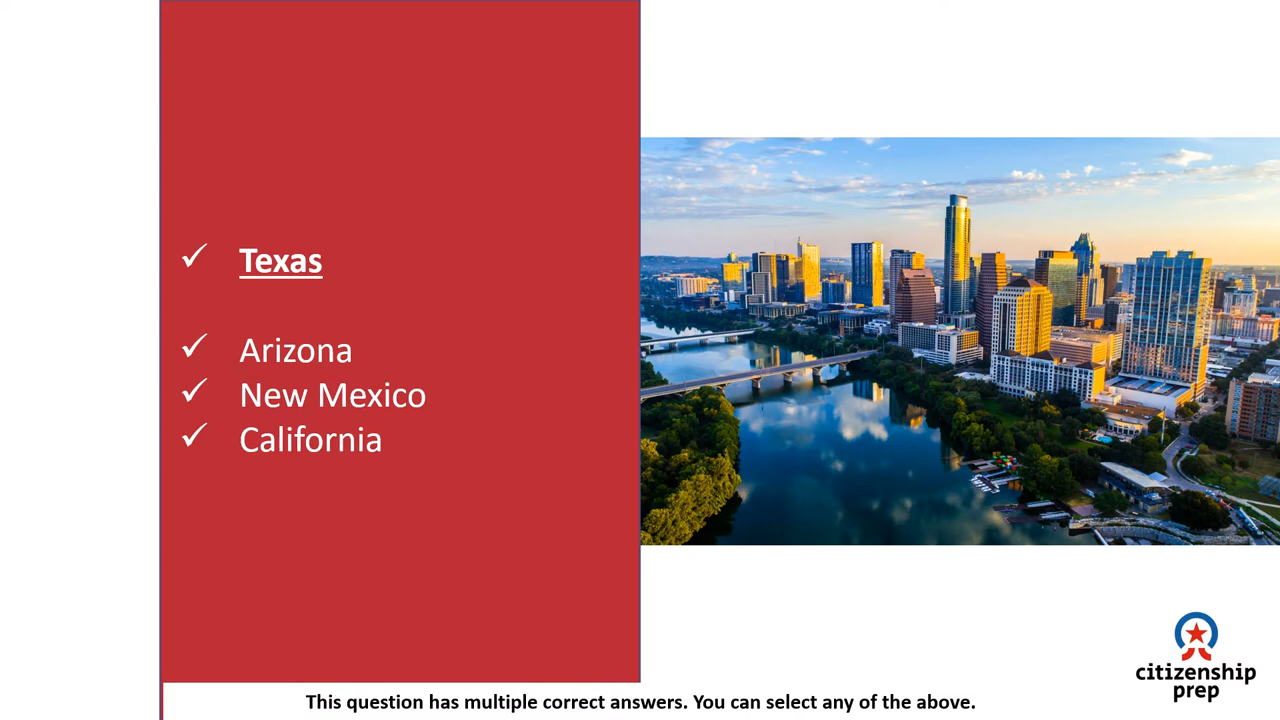 Texas
Arizona
New Mexico
California
This question has multiple correct answers. You can select any of the above.
citizenship
prep